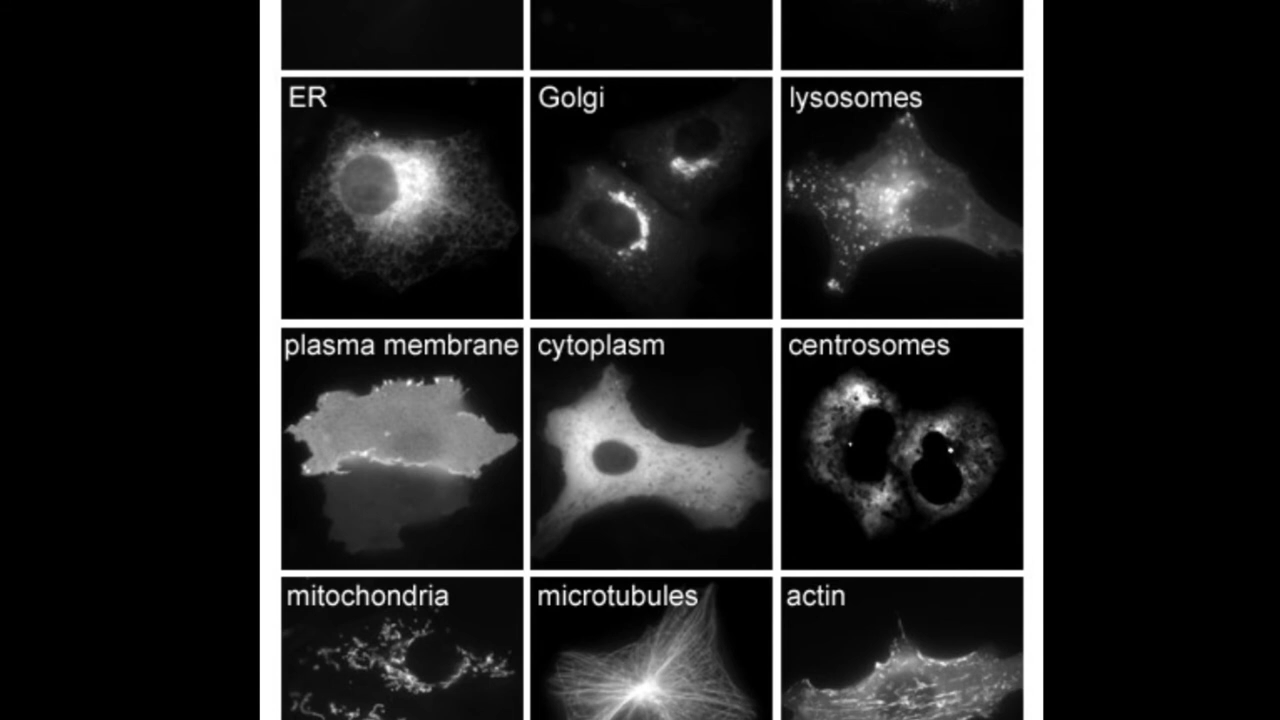 ER
Golgi
lysosomes
plasma membrane
cytoplasm
centrosomes
mitochondria
microtubules
actin